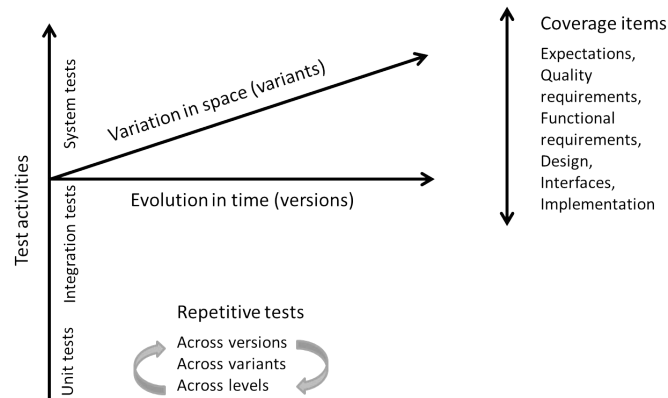 Test activities
System tests
Integration tests
Unit tests
Variation in space (variants)
Evolution in time (versions)
Repetitive tests
Across versions
Across variants
Across levels
Coverage items
Expectations,
Quality
requirements,
Functional
requirements,
Design,
Interfaces,
Implementation